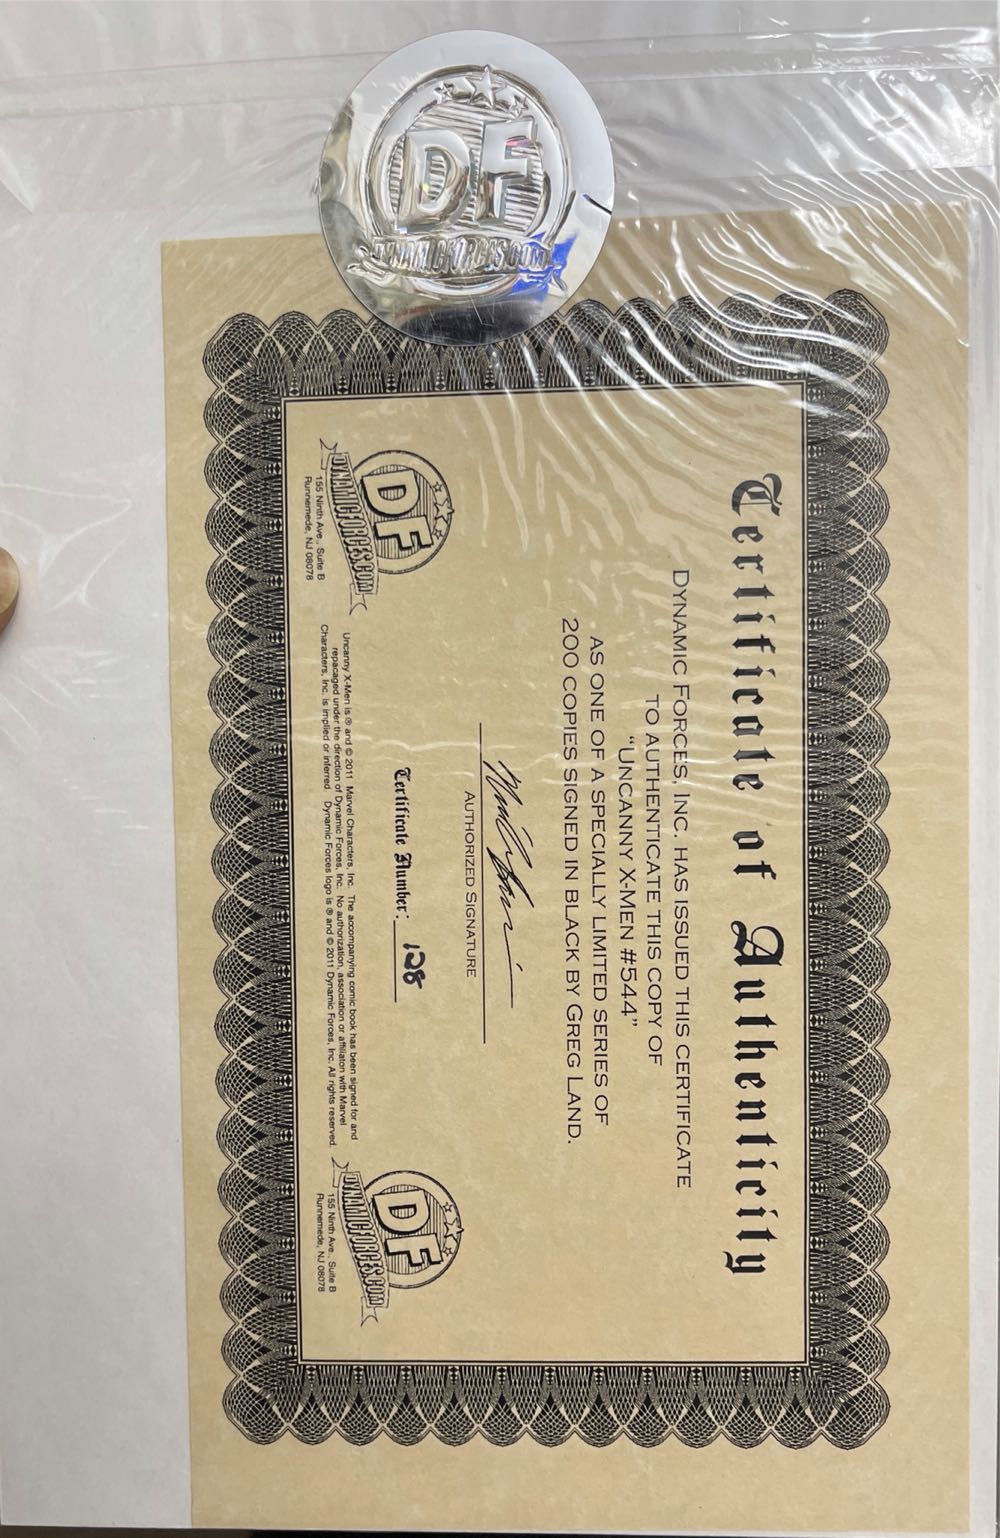 DF
DYNAMICFORCES.COM
Certificate of Authenticity
DYNAMIC FORCES, INC. HAS ISSUED THIS CERTIFICATE
TO AUTHENTICATE THIS COPY OF
"UNCANNY X-MEN #544"
AS ONE OF A SPECIALLY LIMITED SERIES OF
200 COPIES SIGNED IN BLACK BY GREG LAND.
AUTHORIZED SIGNATURE
Certificate Number: 128
DF
DYNAMICFORCES.COM
155 Ninth Ave., Suite B
Runnemede, NJ 08078
Uncanny X-Men is ® and © 2011 Marvel Characters, Inc. The accompanying comic book has been signed for and
repacaged under the direction of Dynamic Forces, Inc. No authorization, association or affiliation with Marvel
Characters, Inc. is implied or inferred. Dynamic Forces logo is ® and © 2011 Dynamic Forces, Inc. All rights reserved.
DF
DYNAMICFORCES.COM
155 Ninth Ave., Suite B
Runnemede, NJ 08078